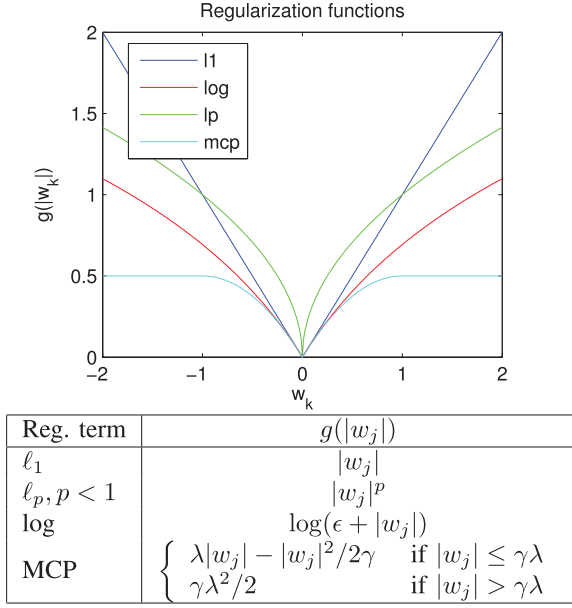 Regularization functions
2
1.5
1
0.5
0
l1
log
lp
mcp
g(|w_k|)
−2 −1 0 1 2
w_k
Reg. term g(|w_j|)
ℓ_1 |w_j|
ℓ_p, p < 1 |w_j|^p
log log(ϵ + |w_j|)
MCP { λ|w_j| − |w_j|^2/2γ if |w_j| ≤ γλ
γλ^2/2 if |w_j| > γλ